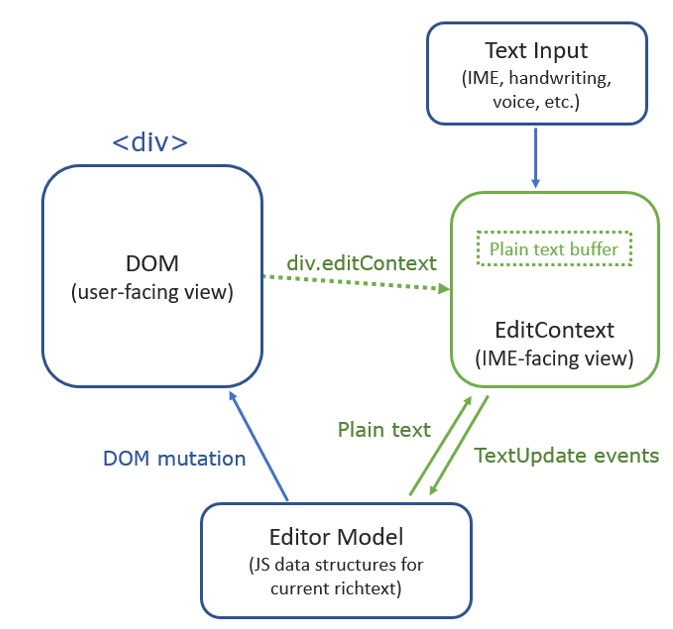 Text Input
(IME, handwriting,
voice, etc.)
<div>
DOM
(user-facing view)
div.editContext
Plain text buffer
EditContext
(IME-facing view)
Plain text
DOM mutation
TextUpdate events
Editor Model
(JS data structures for
current richtext)